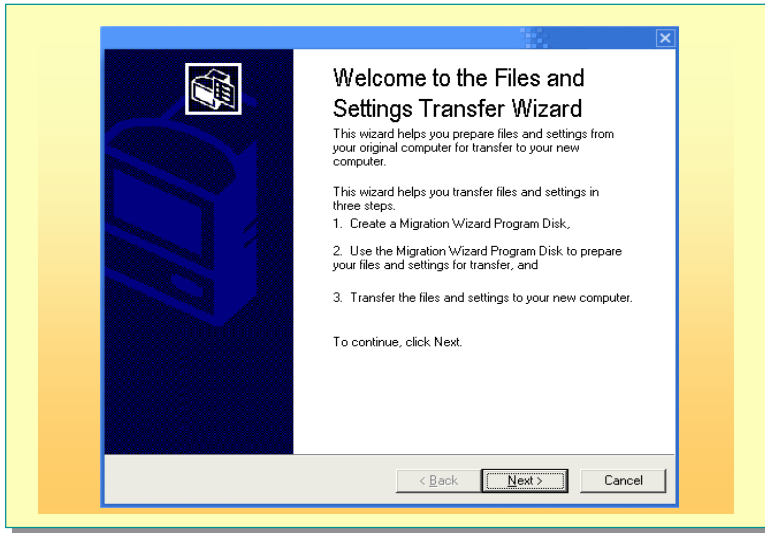 Welcome to the Files and
Settings Transfer Wizard
This wizard helps you prepare files and settings from
your original computer for transfer to your new
computer.
This wizard helps you transfer files and settings in
three steps.
1. Create a Migration Wizard Program Disk,
2. Use the Migration Wizard Program Disk to prepare
your files and settings for transfer, and
3. Transfer the files and settings to your new computer.
To continue, click Next.
< Back Next > Cancel